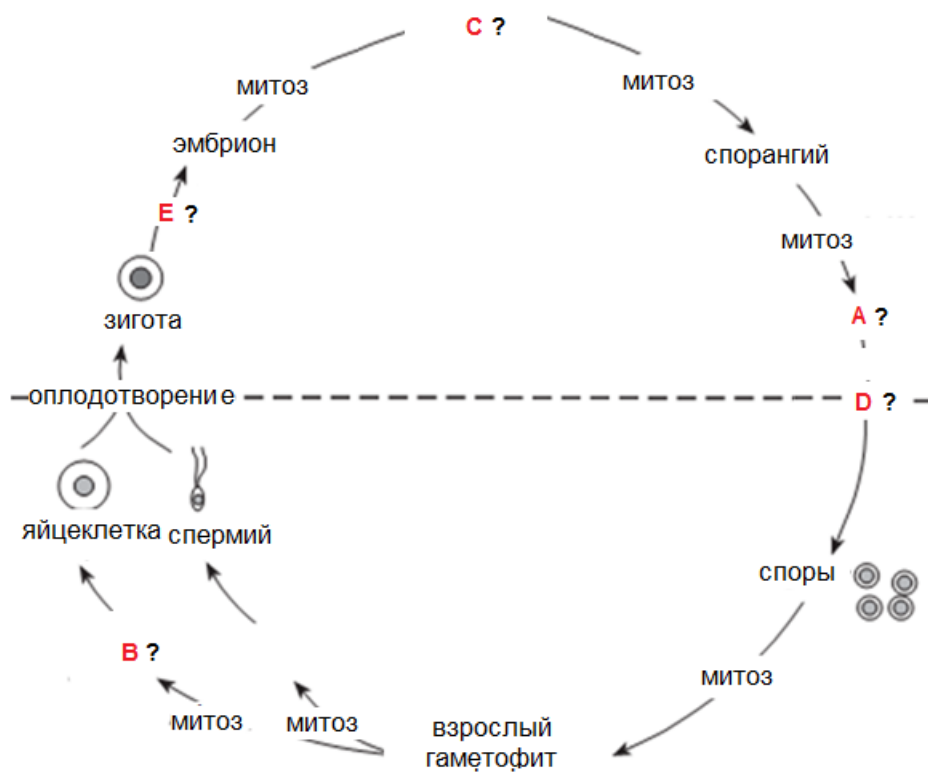 C ?
митоз
митоз
эмбрион
спорангий
E ?
митоз
зигота
A ?
оплодотворение
D ?
яйцеклетка
спермий
споры
B ?
митоз
митоз
митоз
взрослый
гаметофит